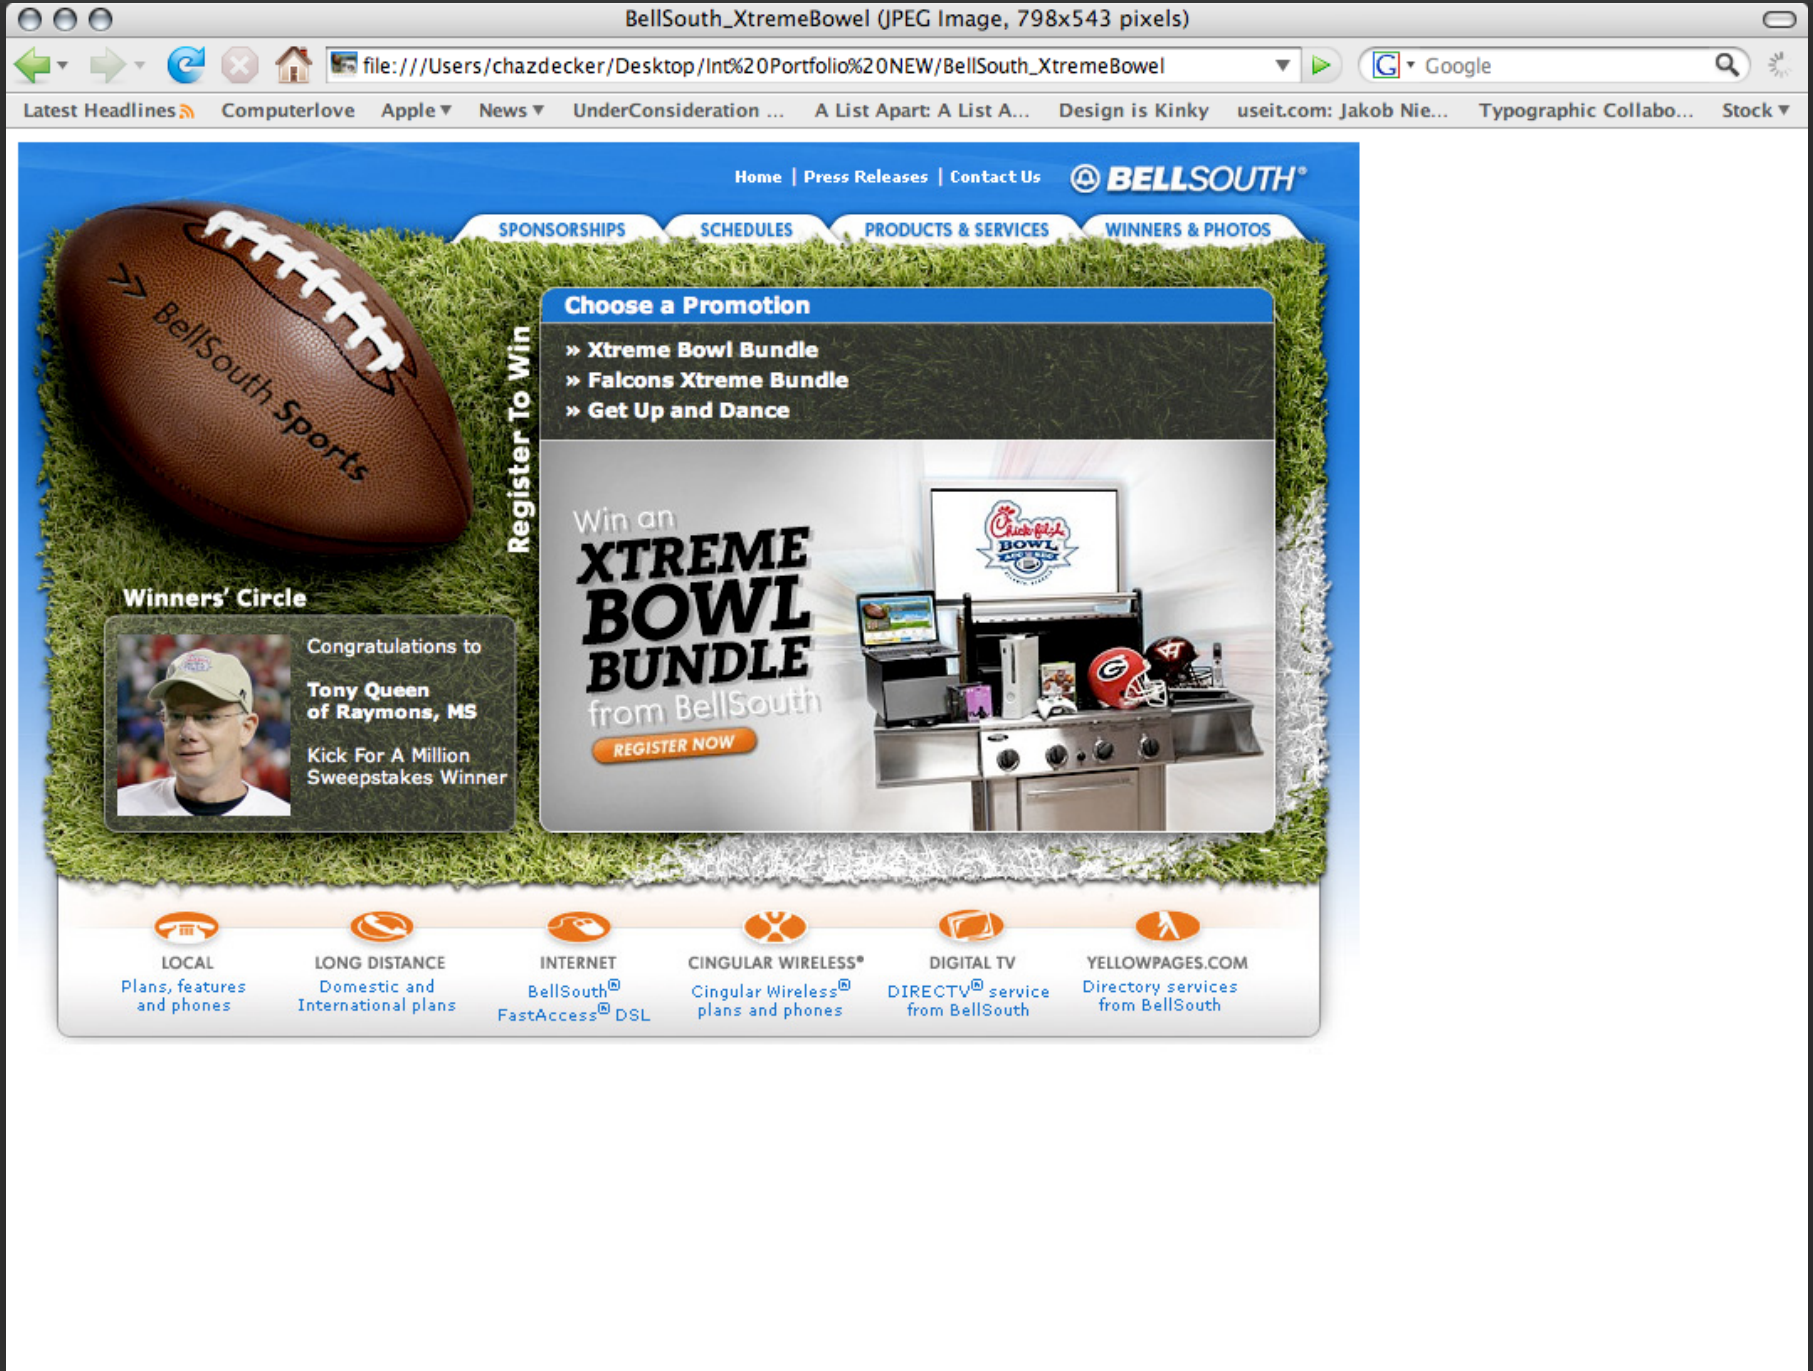 BellSouth_XtremeBowel (JPEG Image, 798x543 pixels)
file:///Users/chazdecker/Desktop/Int%20Portfolio%20NEW/BellSouth_XtremeBowel
G
Google
Latest Headlines
Computerlove
Apple
News
UnderConsideration ...
A List Apart: A List A...
Design is Kinky
useit.com: Jakob Nie...
Typographic Collabo...
Stock
Home | Press Releases | Contact Us
BELLSOUTH®
SPONSORSHIPS
SCHEDULES
PRODUCTS & SERVICES
WINNERS & PHOTOS
>> BellSouth Sports
Register To Win
Choose a Promotion
» Xtreme Bowl Bundle
» Falcons Xtreme Bundle
» Get Up and Dance
Win an
XTREME
BOWL
BUNDLE
from BellSouth
REGISTER NOW
Chick-fil-A
BOWL
G
Winners' Circle
Congratulations to
Tony Queen
of Raymons, MS
Kick For A Million
Sweepstakes Winner
LOCAL
Plans, features
and phones
LONG DISTANCE
Domestic and
International plans
INTERNET
BellSouth®
FastAccess® DSL
CINGULAR WIRELESS®
Cingular Wireless®
plans and phones
DIGITAL TV
DIRECTV® service
from BellSouth
YELLOWPAGES.COM
Directory services
from BellSouth